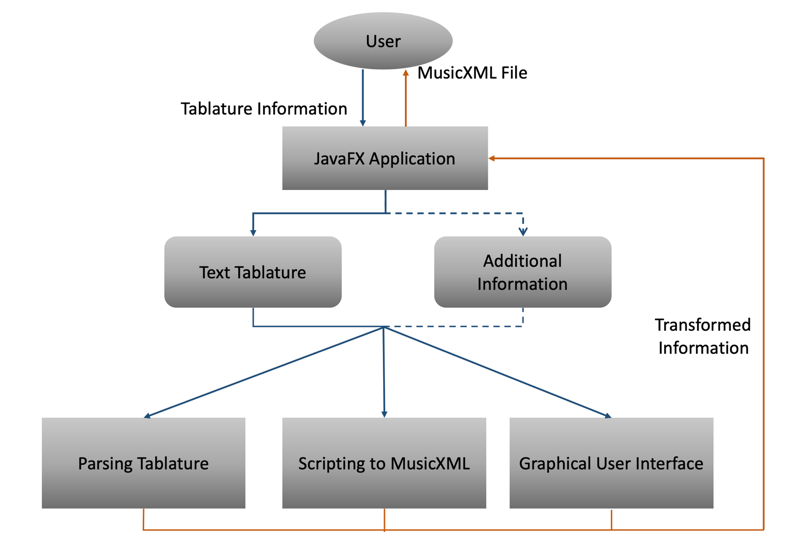 User
MusicXML File
Tablature Information
JavaFX Application
Text Tablature
Additional
Information
Transformed
Information
Parsing Tablature
Scripting to MusicXML
Graphical User Interface